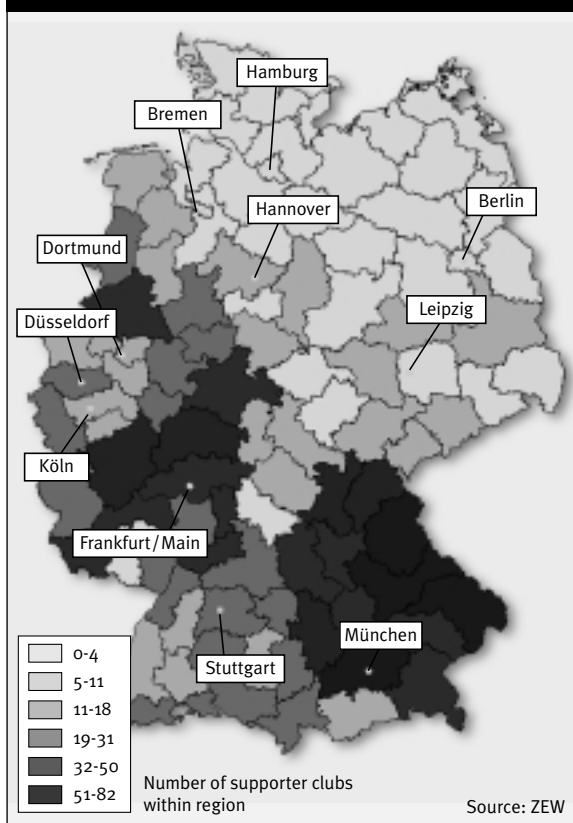 Hamburg
Bremen
Hannover
Berlin
Dortmund
Leipzig
Düsseldorf
Köln
Frankfurt/Main
München
Stuttgart
0-4
5-11
11-18
19-31
32-50
51-82
Number of supporter clubs
within region
Source: ZEW